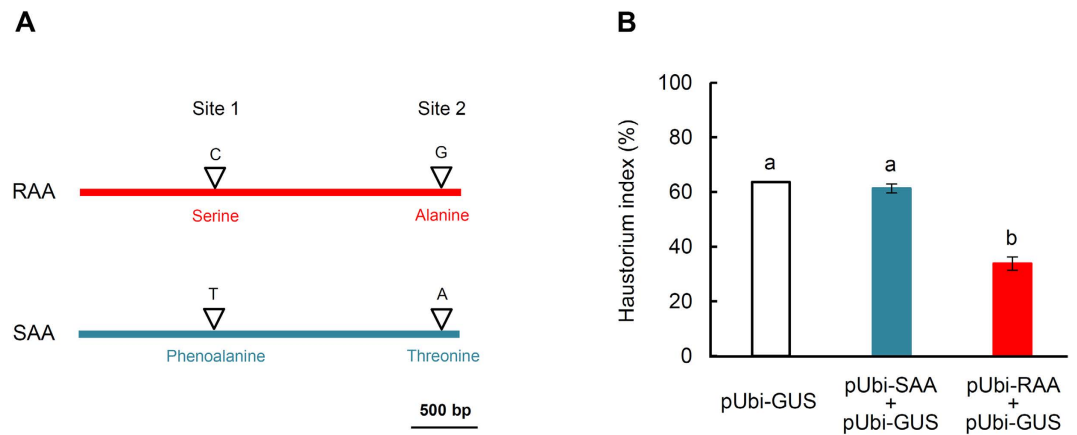 A
Site 1
Site 2
C
G
RAA
Serine
Alanine
T
A
SAA
Phenoalanine
Threonine
500 bp
B
Haustorium index (%)
100
80
60
40
60
0
a
a
b
pUbi-GUS
pUbi-SAA
+
pUbi-GUS
pUbi-RAA
+
pUbi-GUS